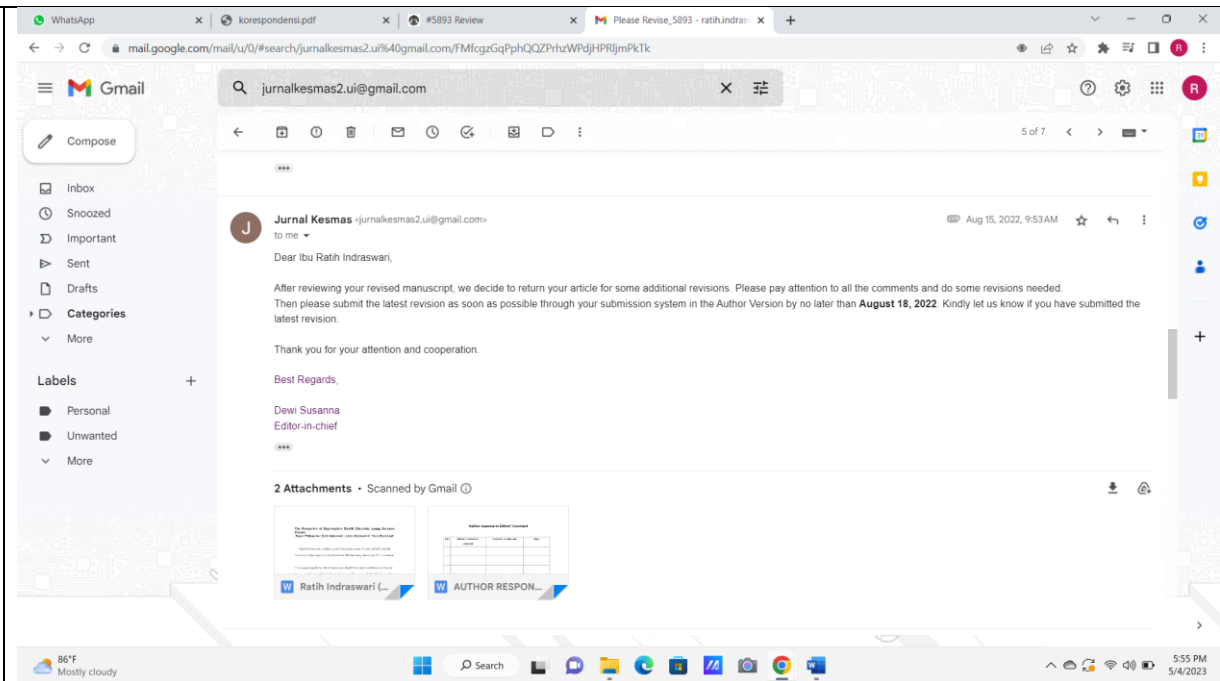 WhatsApp
korespondensi.pdf
#5893 Review
Please Revise_5893 - ratih.indras
mail.google.com/mail/u/0/#search/jurnalkesmas2.ui%40gmail.com/FMfcgzGqPphQQZPrhzWPdjHPRljmPkTk
R
Gmail
jurnalkesmas2.ui@gmail.com
R
Compose
5 of 7
31
Inbox
Snoozed
Important
Sent
Drafts
Categories
More
Labels
Personal
Unwanted
More
J
Jurnal Kesmas <jurnalkesmas2.ui@gmail.com>
Aug 15, 2022, 9:53 AM
to me
Dear Ibu Ratih Indraswari,
After reviewing your revised manuscript, we decide to return your article for some additional revisions. Please pay attention to all the comments and do some revisions needed.
Then please submit the latest revision as soon as possible through your submission system in the Author Version by no later than August 18, 2022. Kindly let us know if you have submitted the
latest revision.
Thank you for your attention and cooperation.
Best Regards,
Dewi Susanna
Editor-in-chief
2 Attachments • Scanned by Gmail
W Ratih Indraswari (...
W AUTHOR RESPON...
86°F
Mostly cloudy
Search
5:55 PM
5/4/2023